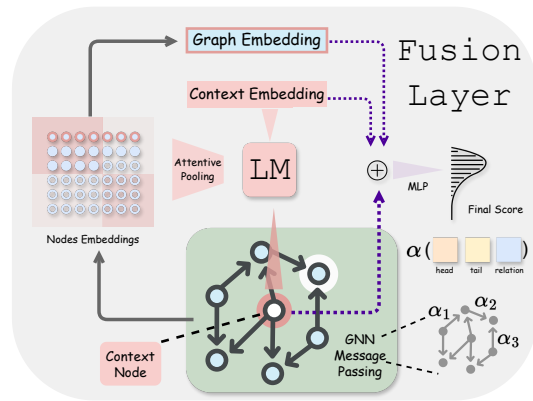 Graph Embedding
Fusion
Layer
Context Embedding
Attentive
Pooling
LM
MLP
Final Score
Nodes Embeddings
α ( )
head tail relation
α1 α2
α3
GNN
Message
Passing
Context
Node